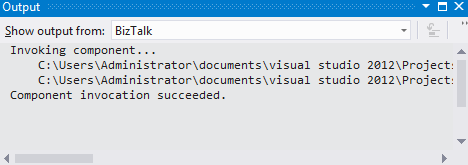 Output
Show output from: BizTalk
Invoking component...
C:\Users\Administrator\documents\visual studio 2012\Projects
C:\Users\Administrator\documents\visual studio 2012\Projects
Component invocation succeeded.